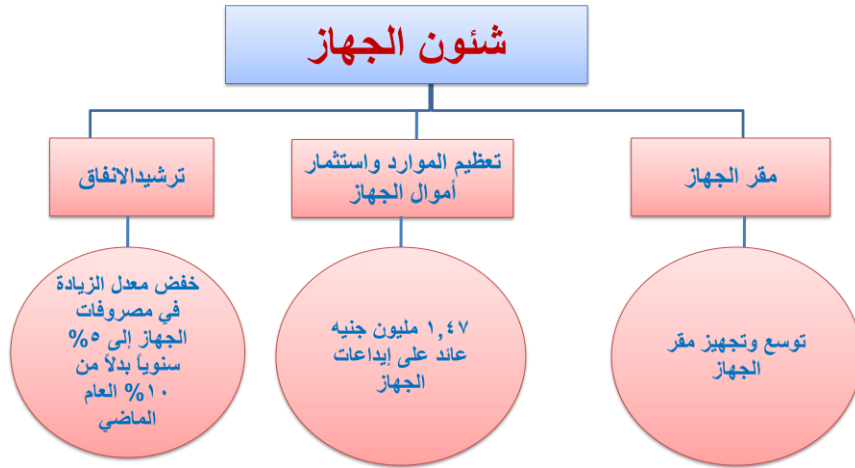 شئون الجهاز
مقر الجهاز
تعظيم الموارد واستثمار
أموال الجهاز
ترشيدالانفاق
توسع وتجهيز مقر
الجهاز
١,٤٧ مليون جنيه
عائد على إيداعات
الجهاز
خفض معدل الزيادة
في مصروفات
الجهاز إلى ٥%
سنوياً بدلاً من
١٠% العام
الماضي